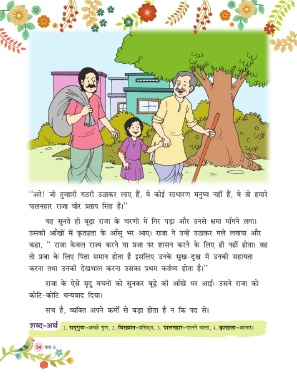 "अरे! जो तुम्हारी गठरी उठाकर लाए हैं, वे कोई साधारण मनुष्य नहीं हैं, वे तो हमारे
पालनहार राजा वीर प्रताप सिंह हैं।"
यह सुनते ही बूढ़ा राजा के चरणों में गिर पड़ा और उनसे क्षमा माँगने लगा।
उसकी आँखों में कृतज्ञता के आँसू भर आए। राजा ने उन्हें उठाकर गले लगाया और
कहा, " राजा केवल राज्य करने या प्रजा पर शासन करने के लिए ही नहीं होता। वह
तो प्रजा के लिए पिता समान होता है इसलिए उनके सुख-दुख में उनकी सहायता
करना तथा उनकी देखभाल करना उसका प्रथम कर्तव्य होता है।"
राजा के ऐसे मृदु वचनों को सुनकर बूढ़े की आँखें भर आईं। उसने राजा को
कोटि-कोटि धन्यवाद दिया।
सच है, व्यक्ति अपने कर्मों से बड़ा होता है न कि पद से।
शब्द-अर्थ 1. सद्गुण-अच्छे गुण, 2. विख्यात-प्रसिद्ध, 3. पालनहार-पालने वाला, 4. कृतज्ञता-आभार।
34